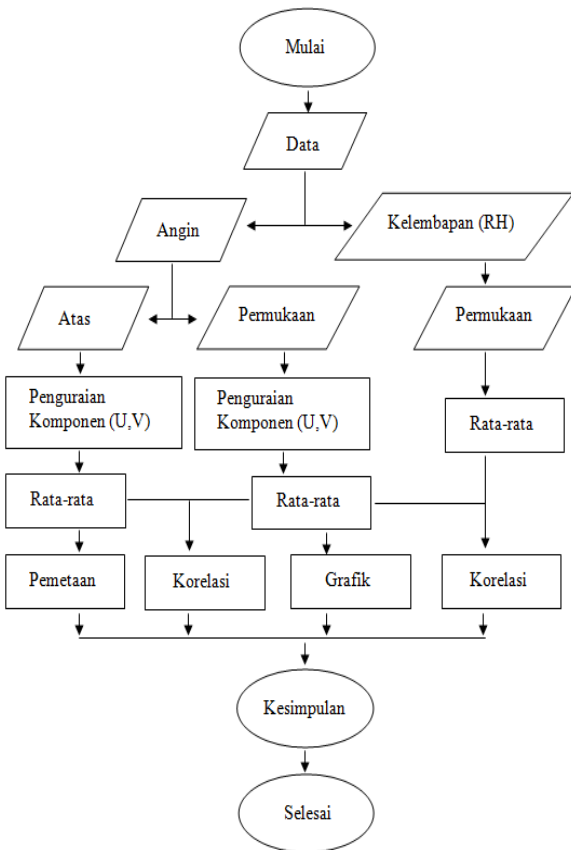 Mulai
Data
Angin
Kelembapan (RH)
Atas
Permukaan
Permukaan
Penguraian
Komponen (U,V)
Penguraian
Komponen (U,V)
Rata-rata
Rata-rata
Rata-rata
Pemetaan
Korelasi
Grafik
Korelasi
Kesimpulan
Selesai